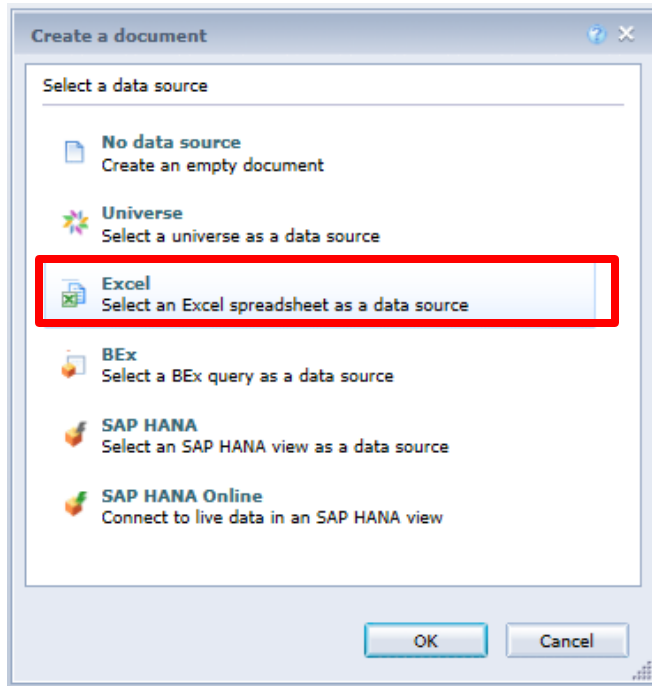 Create a document
Select a data source
No data source
Create an empty document
Universe
Select a universe as a data source
Excel
Select an Excel spreadsheet as a data source
BEx
Select a BEx query as a data source
SAP HANA
Select an SAP HANA view as a data source
SAP HANA Online
Connect to live data in an SAP HANA view
OK Cancel